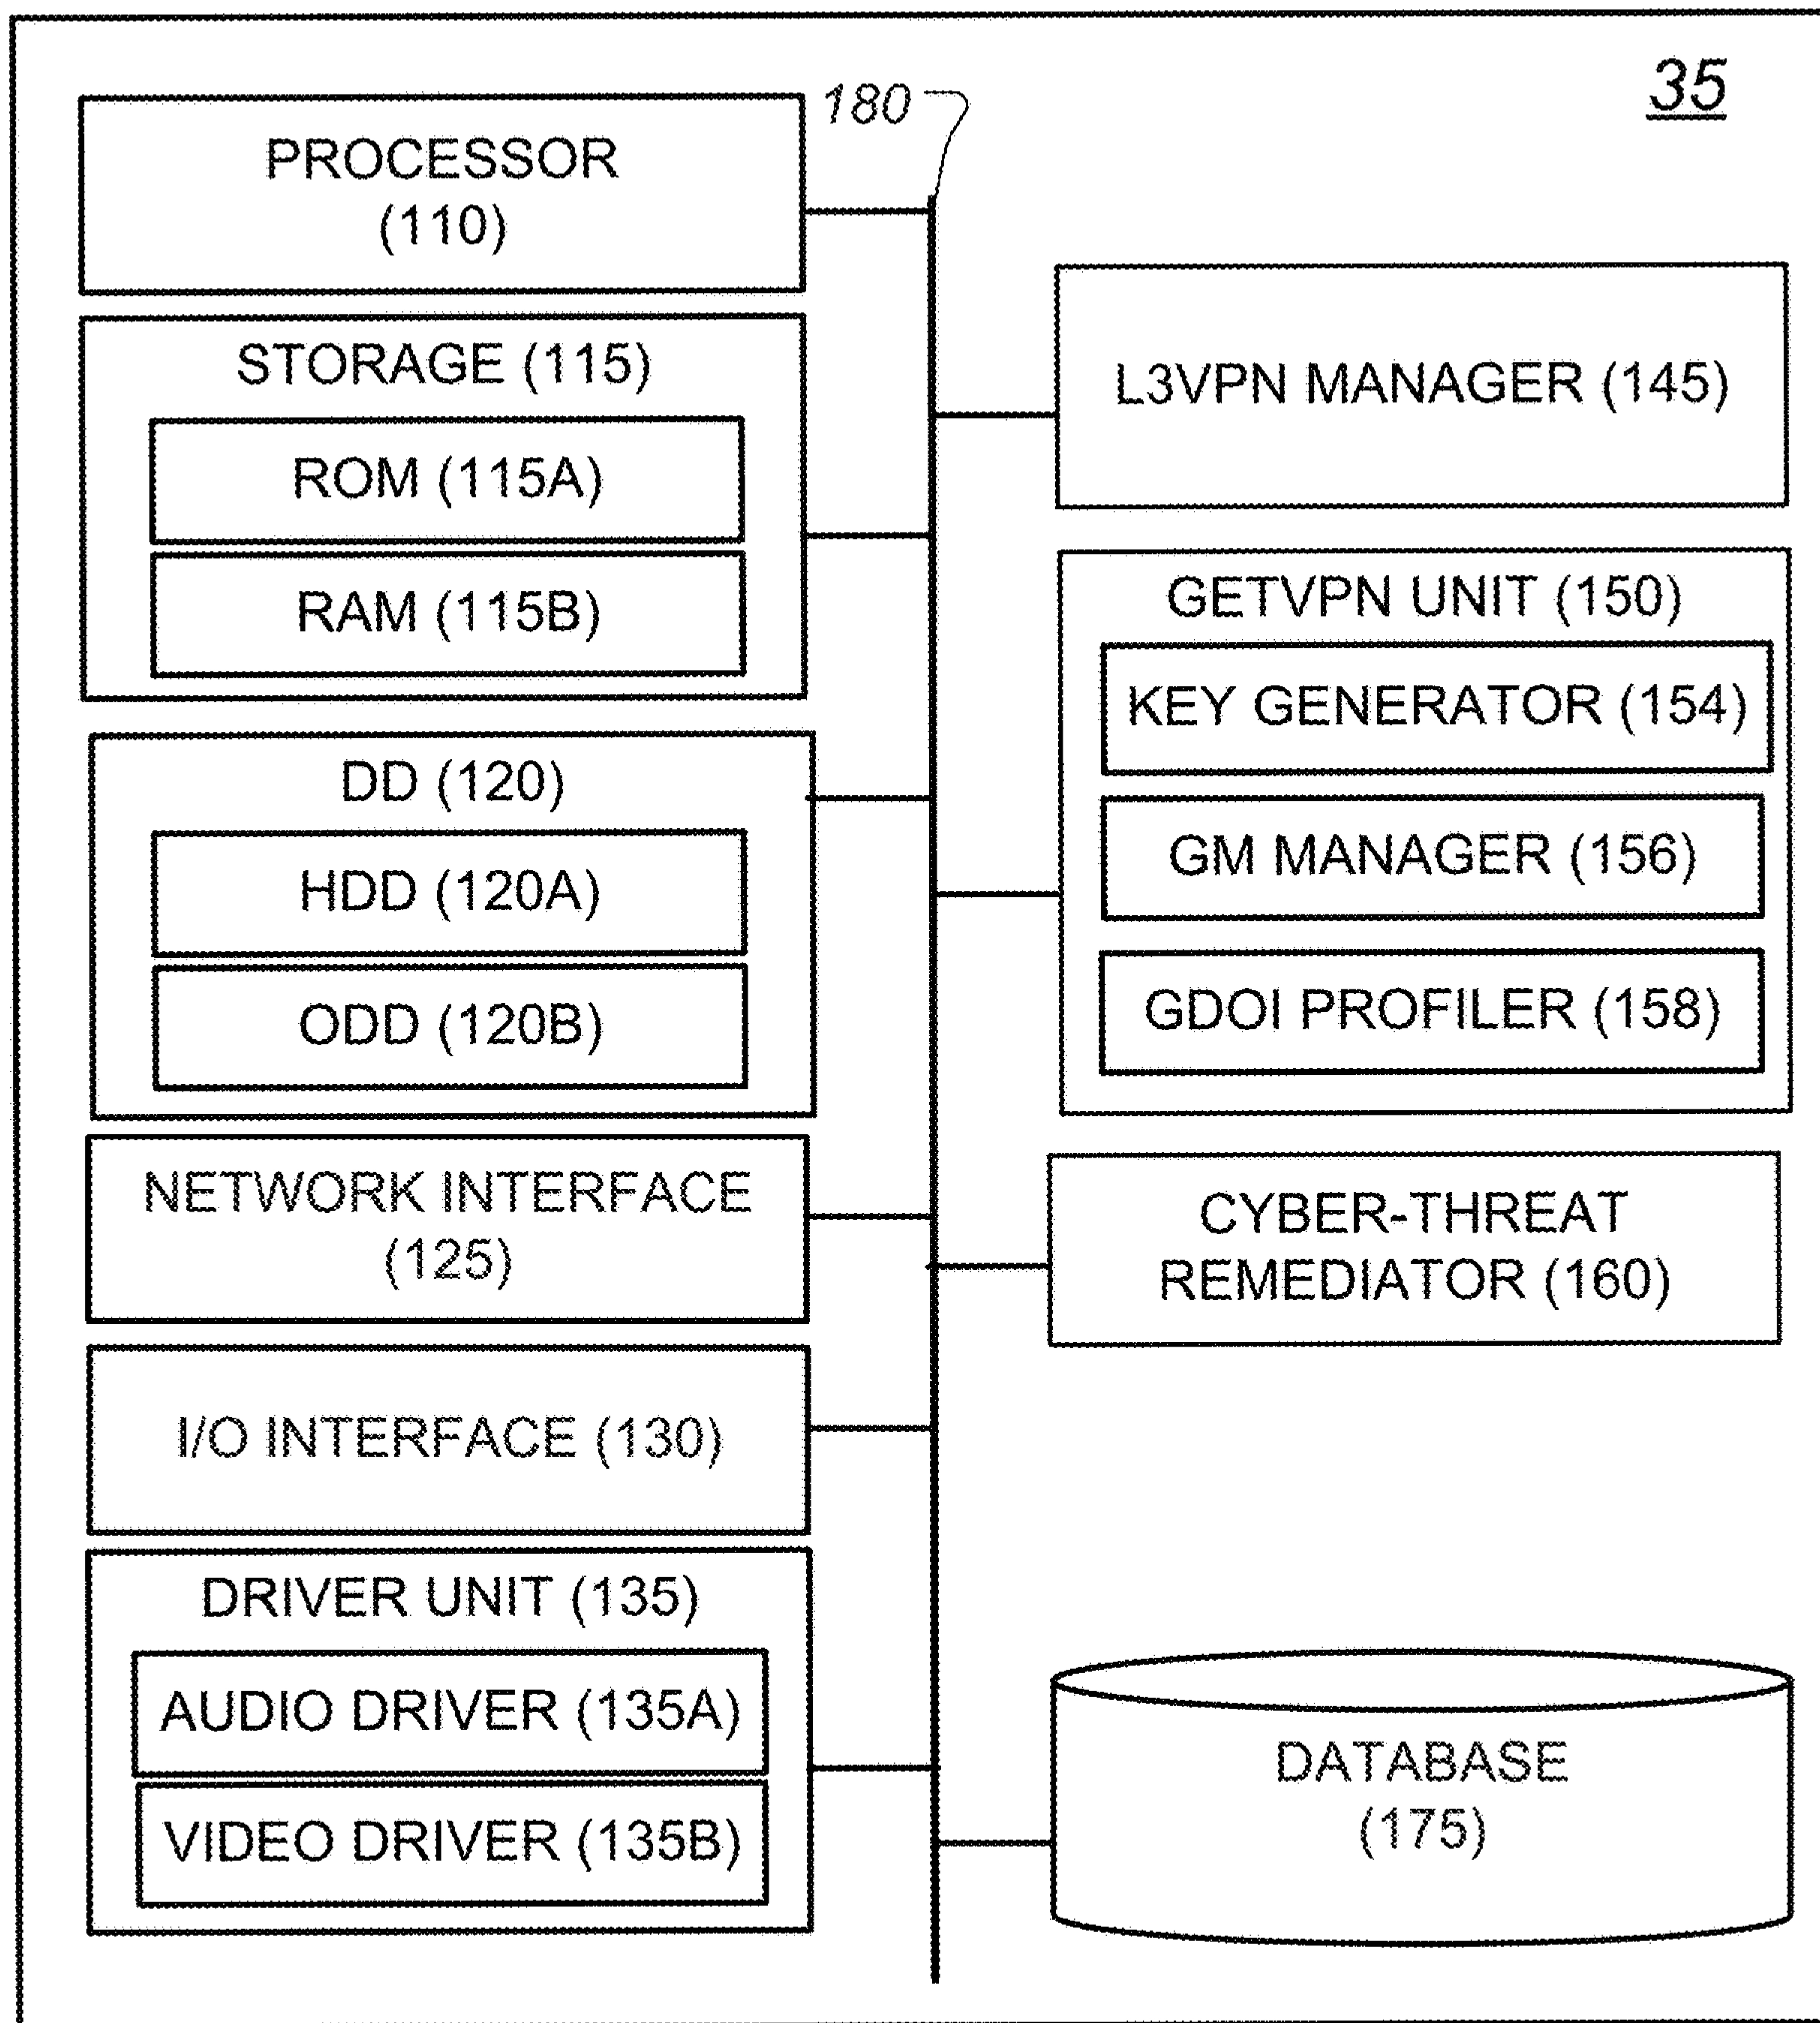 35
180
PROCESSOR
(110)
STORAGE (115)
ROM (115A)
RAM (115B)
DD (120)
HDD (120A)
ODD (120B)
NETWORK INTERFACE
(125)
I/O INTERFACE (130)
DRIVER UNIT (135)
AUDIO DRIVER (135A)
VIDEO DRIVER (135B)
L3VPN MANAGER (145)
GETVPN UNIT (150)
KEY GENERATOR (154)
GM MANAGER (156)
GDOI PROFILER (158)
CYBER-THREAT
REMEDIATOR (160)
DATABASE
(175)